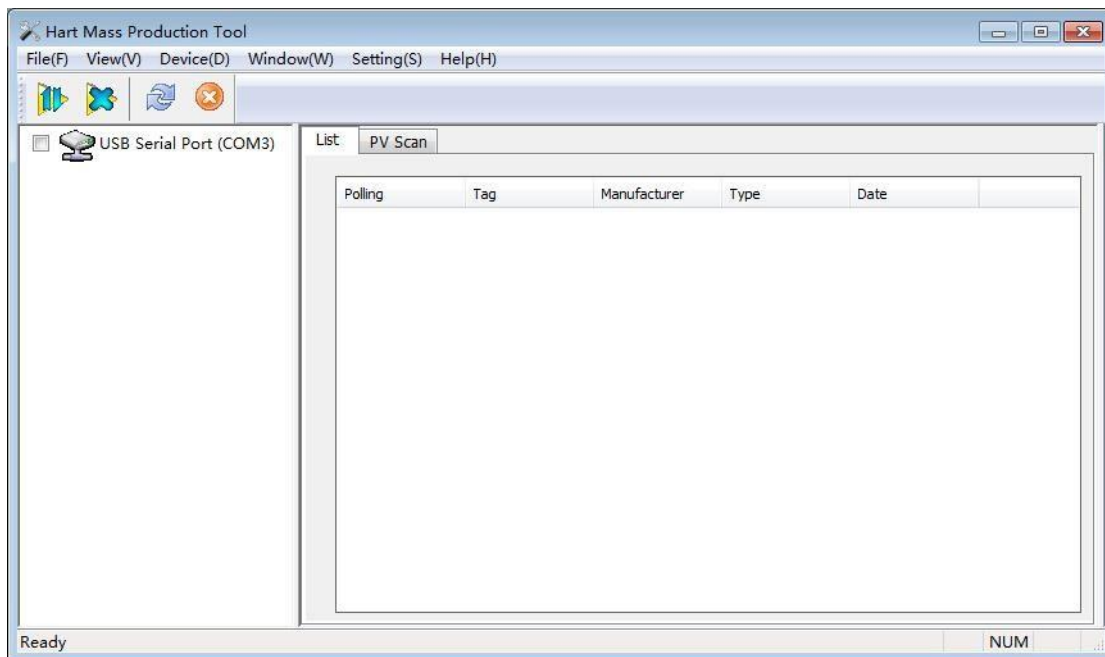 Hart Mass Production Tool
File(F) View(V) Device(D) Window(W) Setting(S) Help(H)
USB Serial Port (COM3)
List PV Scan
Polling Tag Manufacturer Type Date
Ready NUM